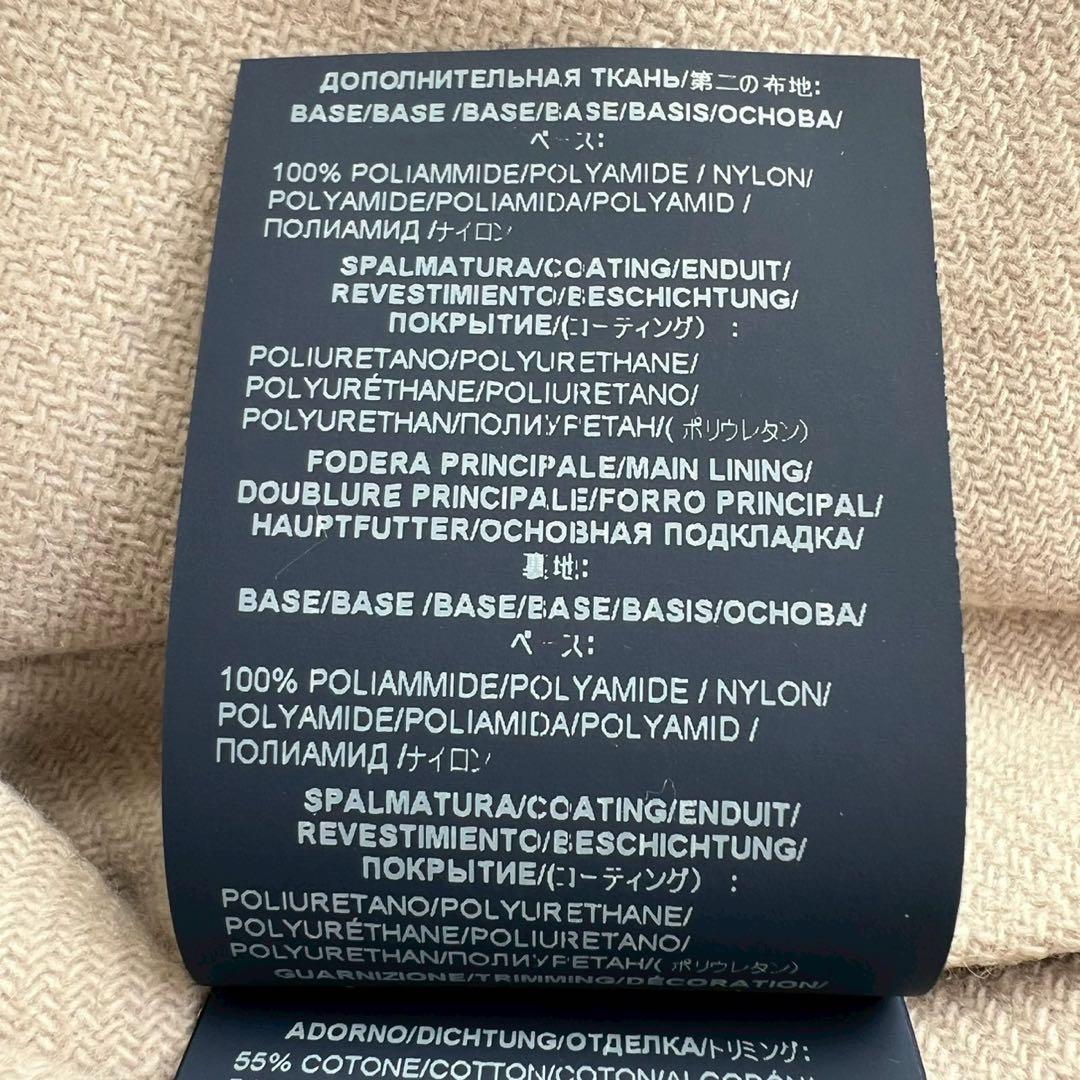 ДОПОЛНИТЕЛЬНАЯ ТКАНЬ/第二の布地:
BASE/BASE /BASE/BASE/BASIS/ОСНОВА/
ベース:
100% POLIAMMIDE/POLYAMIDE / NYLON/
POLYAMIDE/POLIAMIDA/POLYAMID /
ПОЛИАМИД /ナイロン
SPALMATURA/COATING/ENDUIT/
REVESTIMIENTO/BESCHICHTUNG/
ПОКРЫТИЕ/(コーティング） :
POLIURETANO/POLYURETHANE/
POLYURÉTHANE/POLIURETANO/
POLYURETHAN/ПОЛИУРЕТАН/( ポリウレタン)
FODERA PRINCIPALE/MAIN LINING/
DOUBLURE PRINCIPALE/FORRO PRINCIPAL/
HAUPTFUTTER/ОСНОВНАЯ ПОДКЛАДКА/
裏地:
BASE/BASE /BASE/BASE/BASIS/ОСНОВА/
ベース:
100% POLIAMMIDE/POLYAMIDE / NYLON/
POLYAMIDE/POLIAMIDA/POLYAMID /
ПОЛИАМИД /ナイロン
SPALMATURA/COATING/ENDUIT/
REVESTIMIENTO/BESCHICHTUNG/
ПОКРЫТИЕ/(コーティング） :
POLIURETANO/POLYURETHANE/
POLYURÉTHANE/POLIURETANO/
POLYURETHAN/ПОЛИУРЕТАН/( ポリウレタン)
GUARNIZIONE/TRIMMING/DÉCORATION/
ADORNO/DICHTUNG/ОТДЕЛКА/トリミング:
55% COTONE/COTTON/COTON/ALGODÓN/